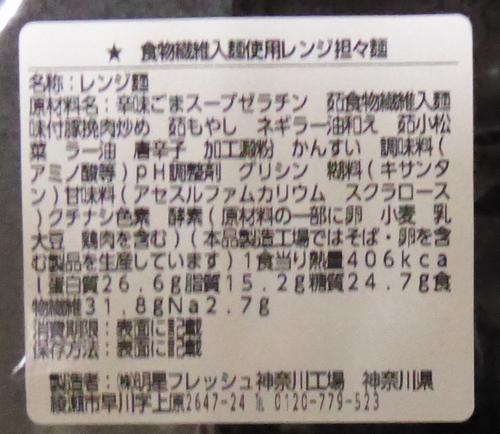 ★ 食物繊維入麺使用レンジ担々麺
名称：レンジ麺
原材料名：辛味ごまスープゼラチン 茹食物繊維入麺
味付豚挽肉炒め 茹もやし ネギラー油和え 茹小松
菜 ラー油 唐辛子 加工澱粉 かんすい 調味料（
アミノ酸等）ｐＨ調整剤 グリシン 糊料（キサンタ
ン）甘味料（アセスルファムカリウム スクラロース
）クチナシ色素 酵素（原材料の一部に卵 小麦 乳
大豆 鶏肉を含む）（本品製造工場ではそば・卵を含
む製品を生産しています）１食当り熱量４０６ｋｃａ
ｌ蛋白質２６．６ｇ脂質１５．２ｇ糖質２４．７ｇ食
物繊維３１．８ｇＮａ２．７ｇ
消費期限：表面に記載
保存方法：表面に記載
製造者：㈱明星フレッシュ神奈川工場 神奈川県
綾瀬市早川字上原2647-24 ℡ 0120-779-523